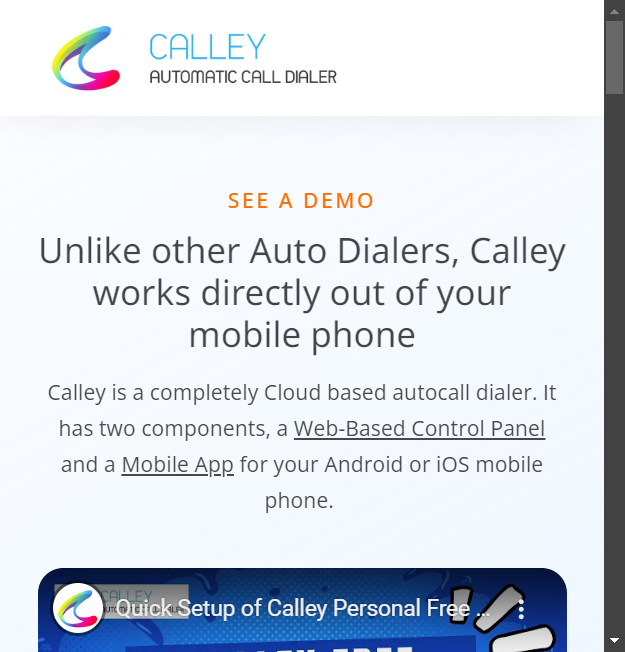 CALLEY
AUTOMATIC CALL DIALER
SEE A DEMO
Unlike other Auto Dialers, Calley
works directly out of your
mobile phone
Calley is a completely Cloud based autocall dialer. It
has two components, a Web-Based Control Panel
and a Mobile App for your Android or iOS mobile
phone.
CALLEY
Quick Setup of Calley Personal Free ...